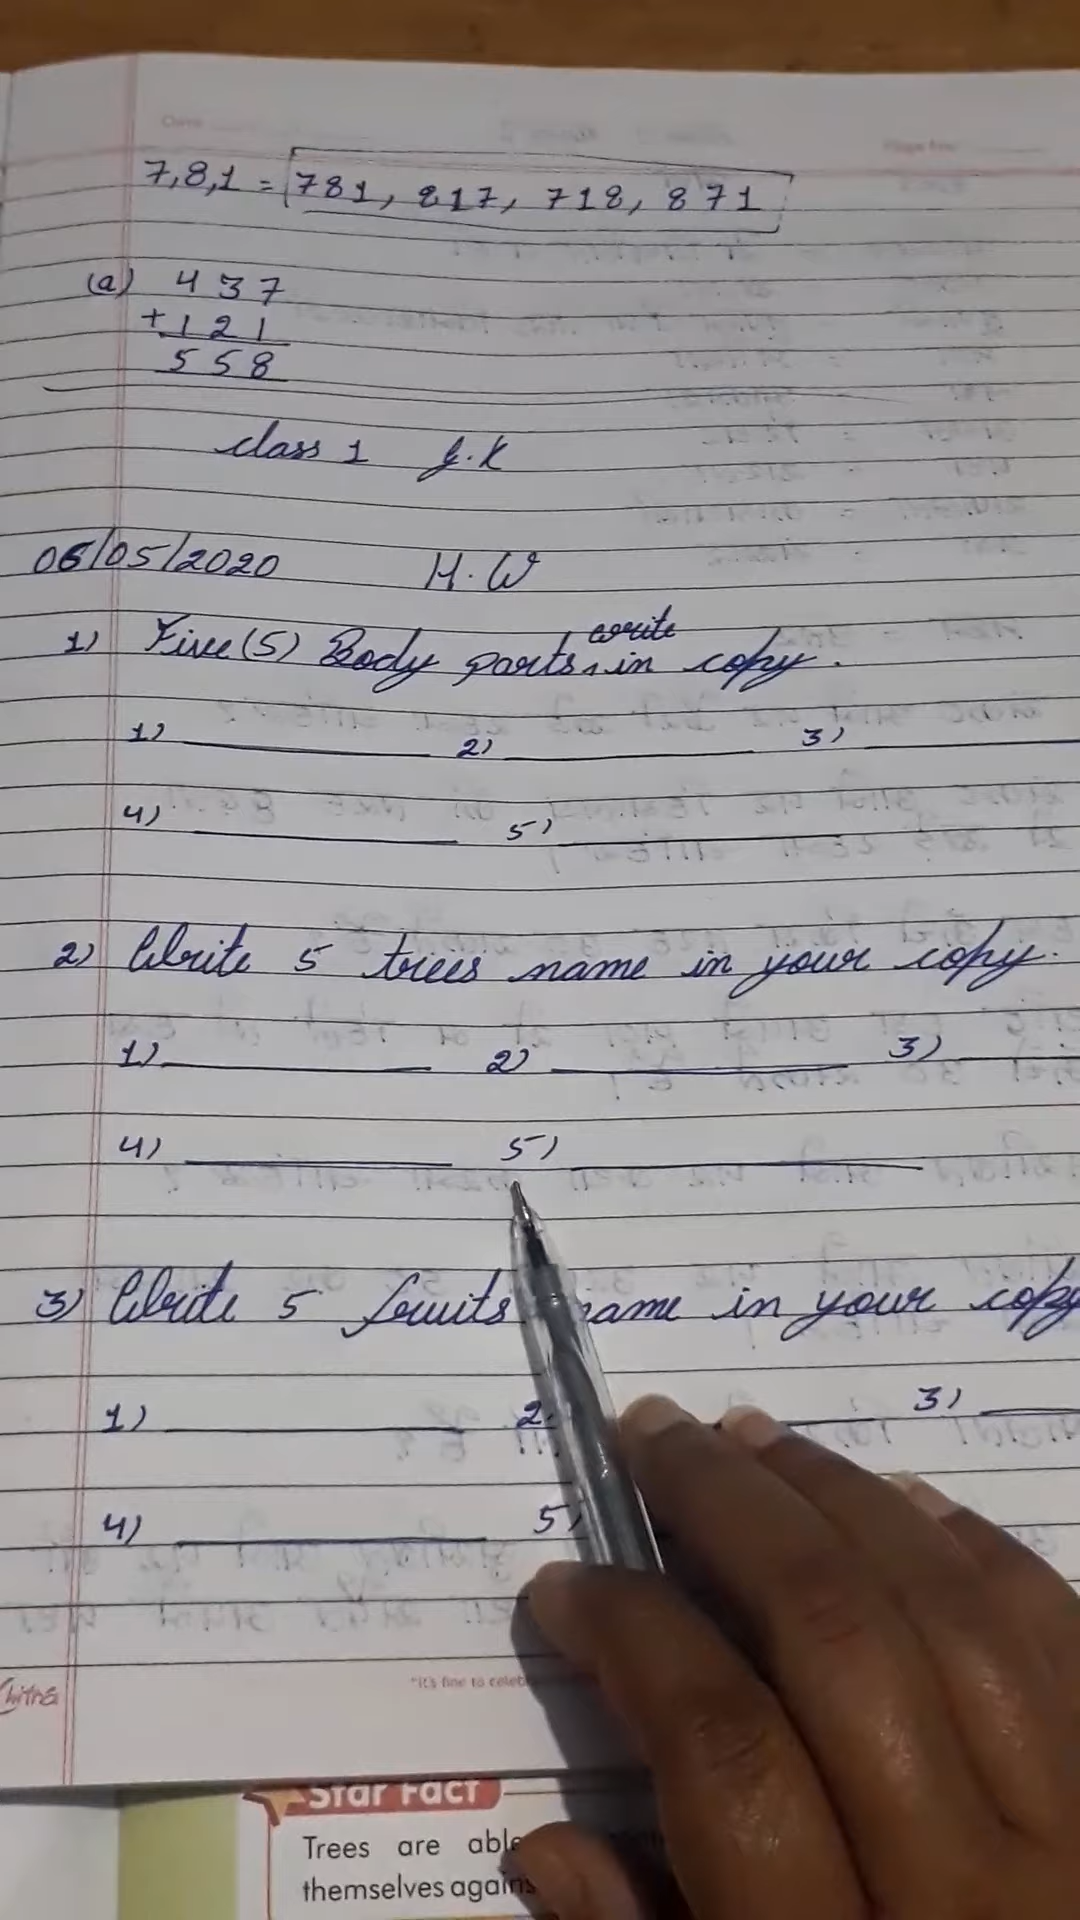 7,8,1 = 781, 817, 718, 871
(a) 437
+121
558
class 1 G.K
06/05/2020 H.W
1) Five (5) Body parts write in copy.
1) 2) 3)
4) 5)
2) Write 5 trees name in your copy.
1) 2) 3)
4) 5)
3) Write 5 fruits name in your copy
1) 2. 3)
4) 5)
"It's fine to
Star Fact
Trees are able
themselves